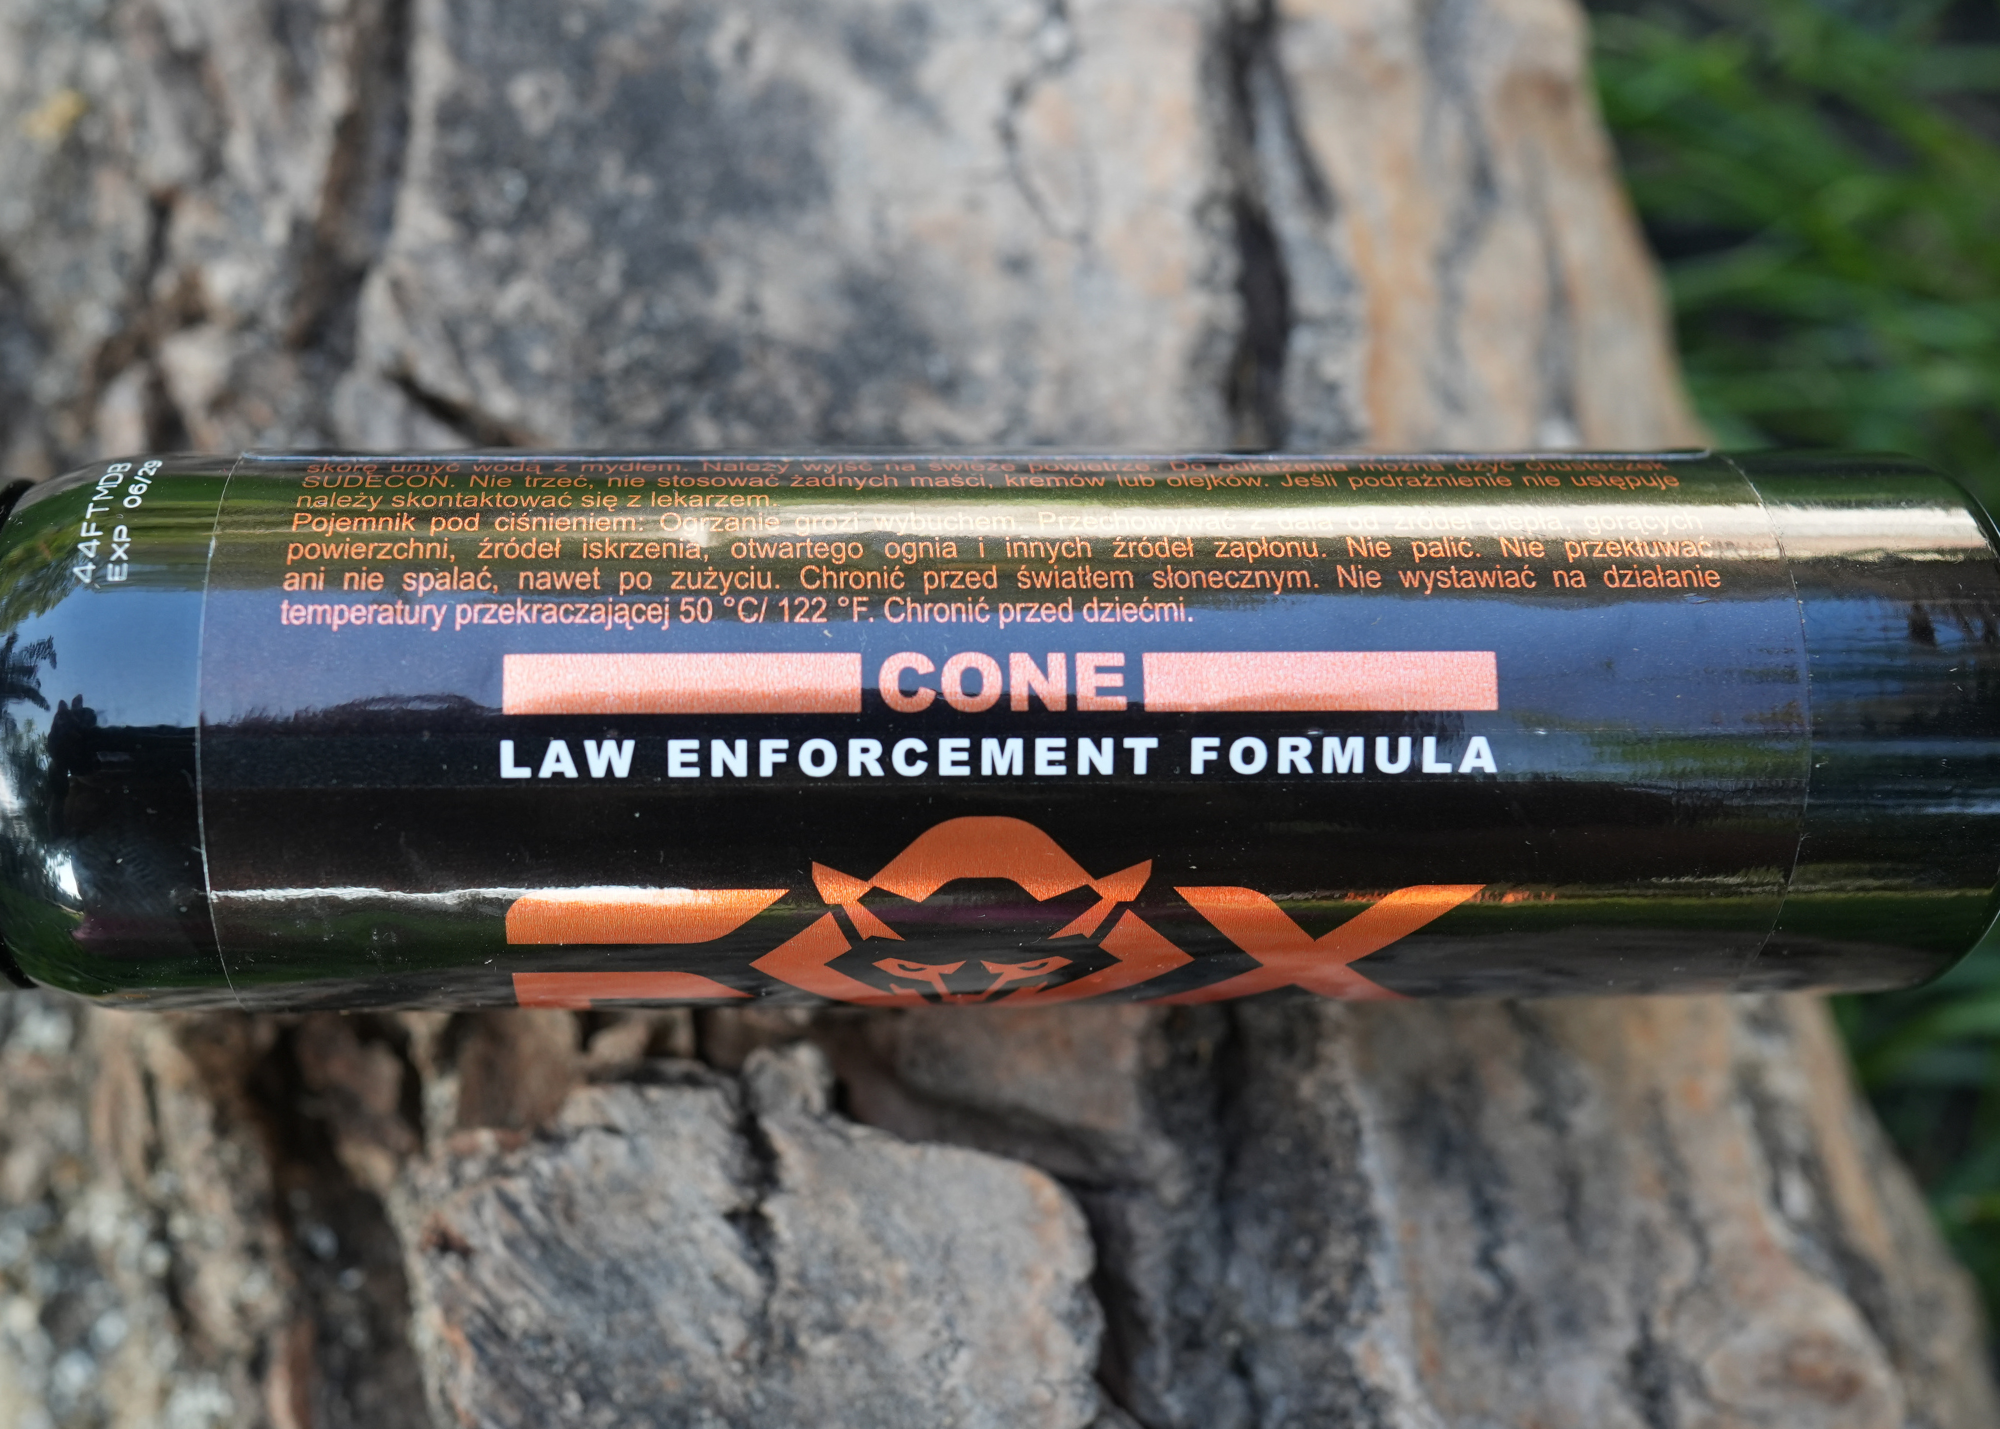 44FTMDB
EXP 06/29
skórę umyć wodą z mydłem. Należy wyjść na świeże powietrze. Do odkażenia można użyć chusteczek
SUDECON. Nie trzeć, nie stosować żadnych maści, kremów lub olejków. Jeśli podrażnienie nie ustępuje
należy skontaktować się z lekarzem.
Pojemnik pod ciśnieniem: Ogrzanie grozi wybuchem. Przechowywać z dala od źródeł ciepła, gorących
powierzchni, źródeł iskrzenia, otwartego ognia i innych źródeł zapłonu. Nie palić. Nie przekłuwać
ani nie spalać, nawet po zużyciu. Chronić przed światłem słonecznym. Nie wystawiać na działanie
temperatury przekraczającej 50 °C/ 122 °F. Chronić przed dziećmi.
CONE
LAW ENFORCEMENT FORMULA
FOX